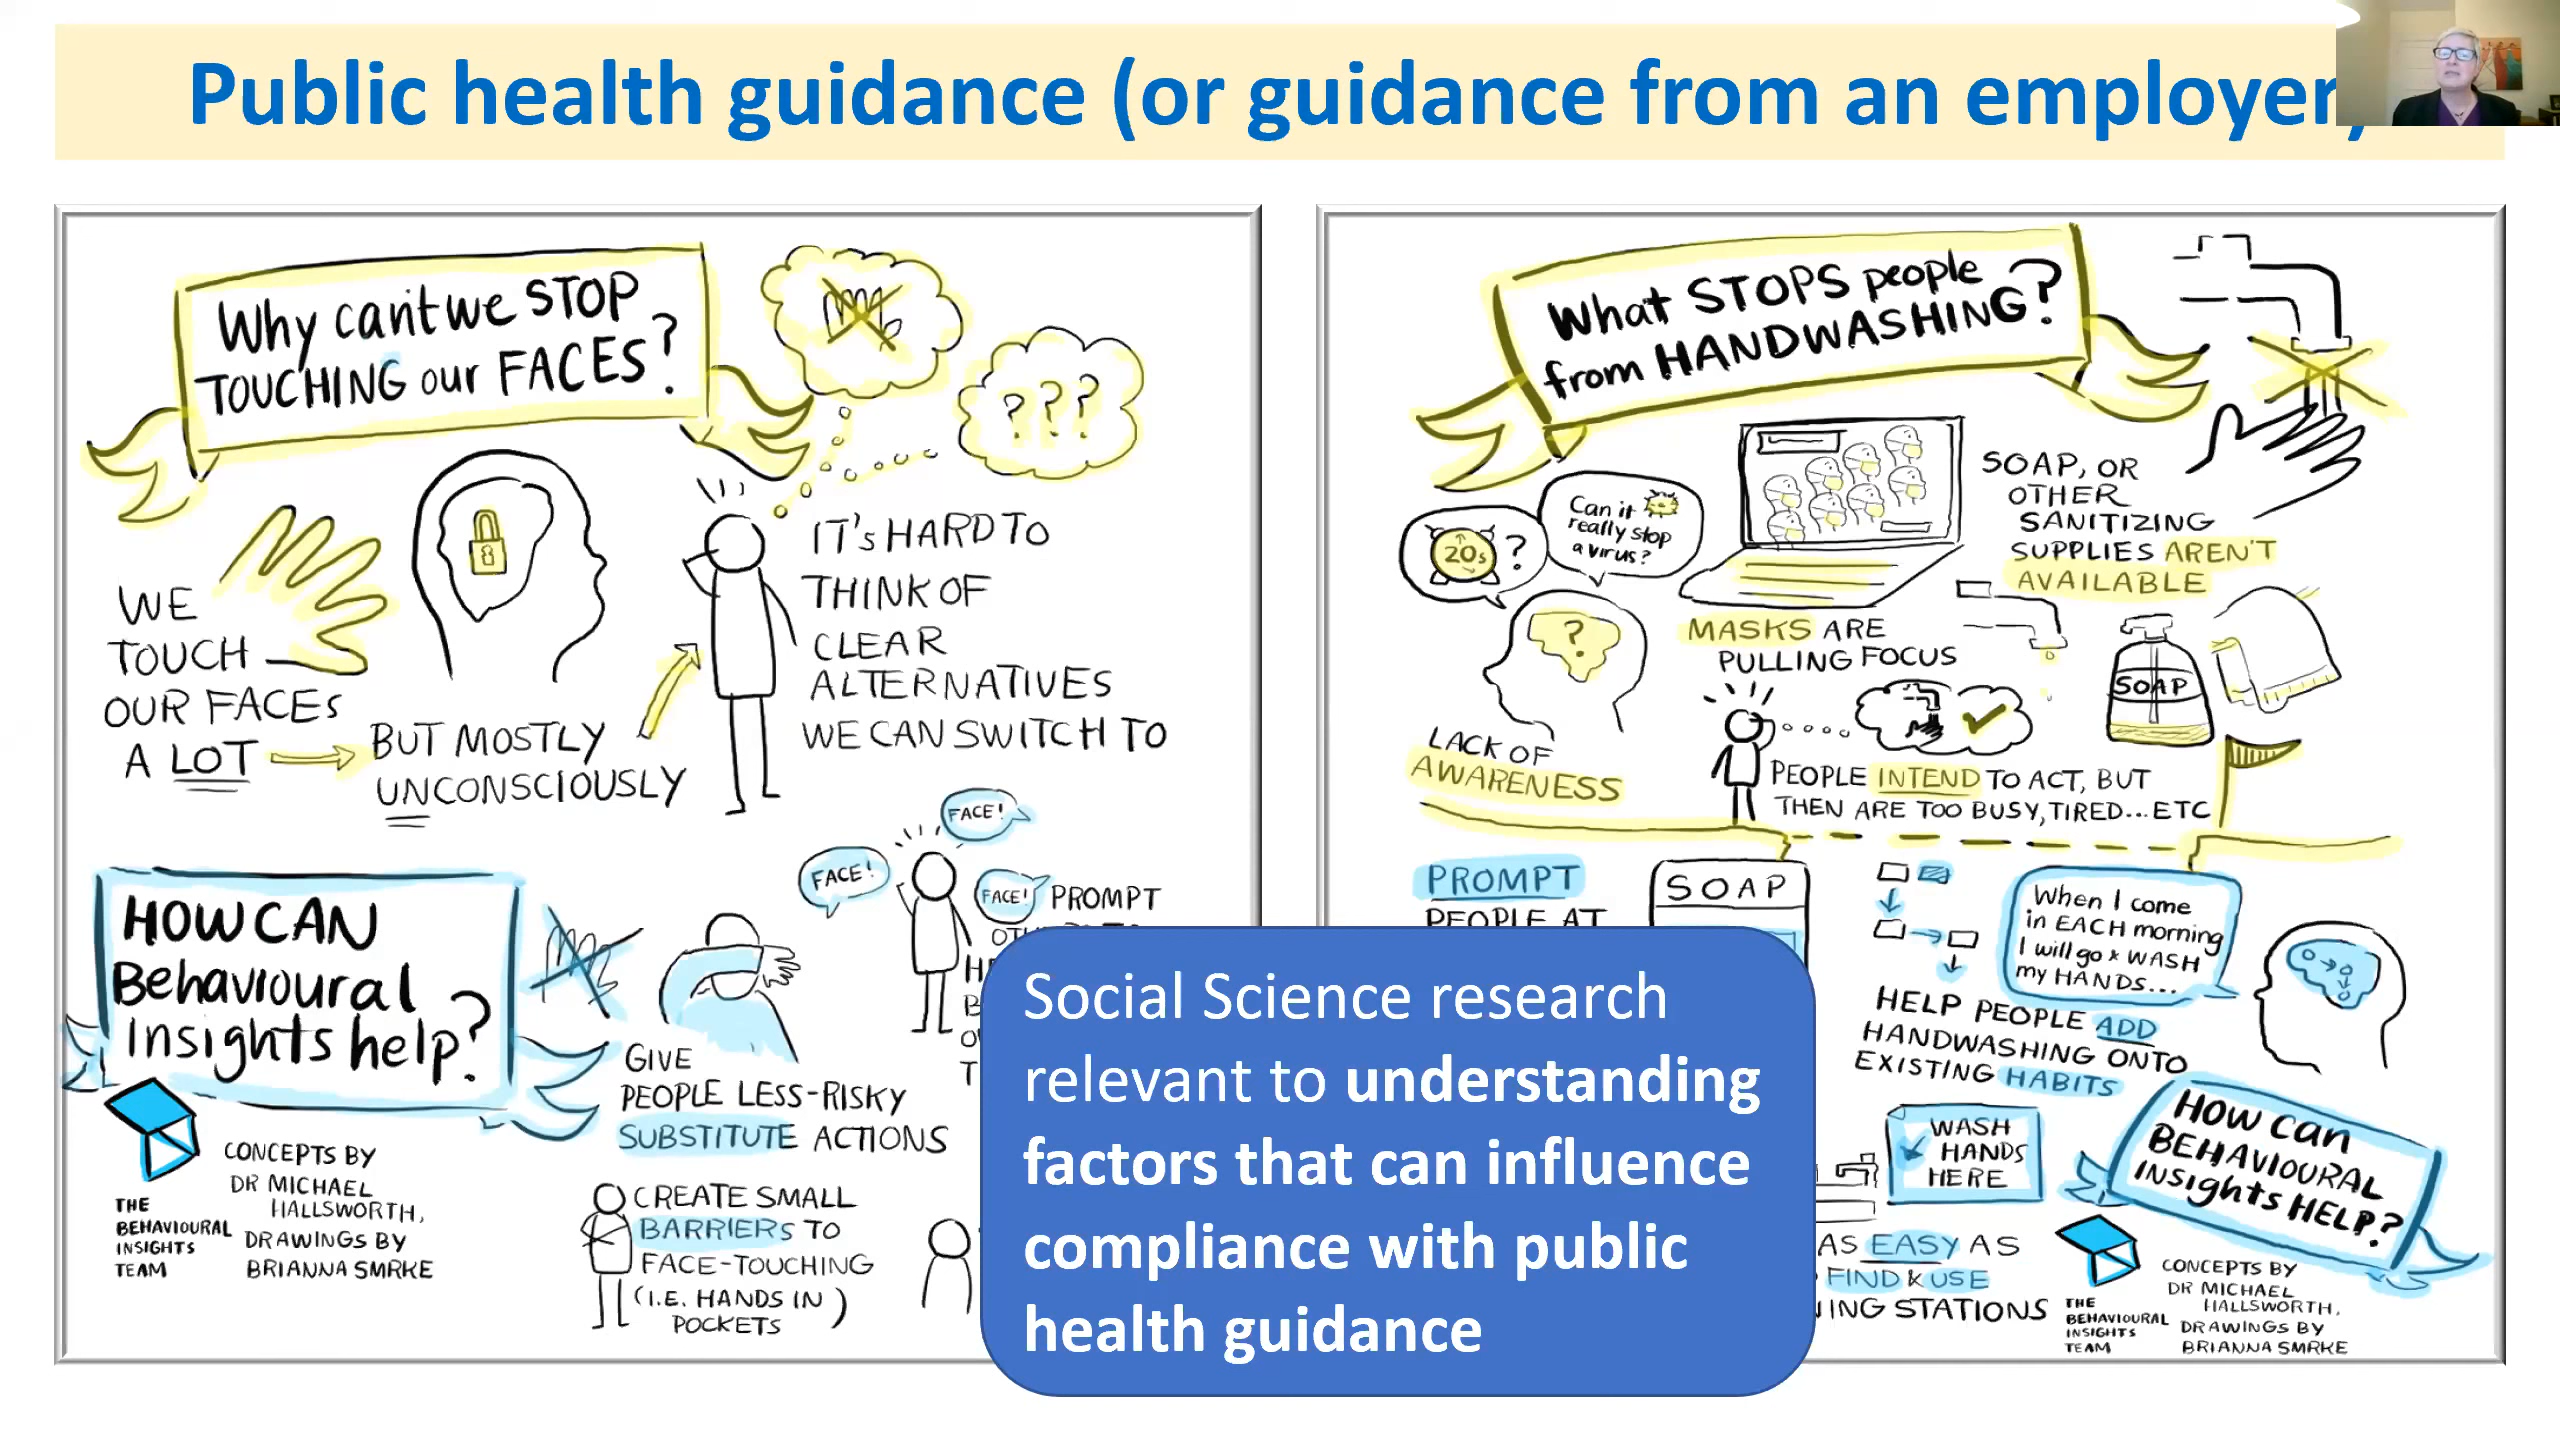 Public health guidance (or guidance from an employer)
Why can't we STOP
TOUCHING our FACES?
???
WE
TOUCH
OUR FACES
A LOT
BUT MOSTLY
UNCONSCIOUSLY
IT'S HARD TO
THINK OF
CLEAR
ALTERNATIVES
WE CAN SWITCH TO
HOW CAN
Behavioural
Insights help?
FACE!
FACE!
FACE!
PROMPT
GIVE
PEOPLE LESS-RISKY
SUBSTITUTE ACTIONS
CREATE SMALL
BARRIERS TO
FACE-TOUCHING
(I.E. HANDS IN)
POCKETS
THE
BEHAVIOURAL
INSIGHTS
TEAM
CONCEPTS BY
DR MICHAEL
HALLSWORTH,
DRAWINGS BY
BRIANNA SMRKE
What STOPS people
from HANDWASHING?
20s ?
Can it
really stop
a virus?
?
LACK OF
AWARENESS
MASKS ARE
PULLING FOCUS
SOAP, OR
OTHER
SANITIZING
SUPPLIES AREN'T
AVAILABLE
SOAP
PEOPLE INTEND TO ACT, BUT
THEN ARE TOO BUSY, TIRED... ETC
PROMPT
PEOPLE AT
SOAP
When I come
in EACH morning
I will go & WASH
my HANDS...
HELP PEOPLE ADD
HANDWASHING ONTO
EXISTING HABITS
WASH
HANDS
HERE
AS EASY AS
FIND & USE
ING STATIONS
HOW CAN
BEHAVIOURAL
INSIGHTS HELP?
THE
BEHAVIOURAL
INSIGHTS
TEAM
CONCEPTS BY
DR MICHAEL
HALLSWORTH,
DRAWINGS BY
BRIANNA SMRKE
Social Science research
relevant to understanding
factors that can influence
compliance with public
health guidance